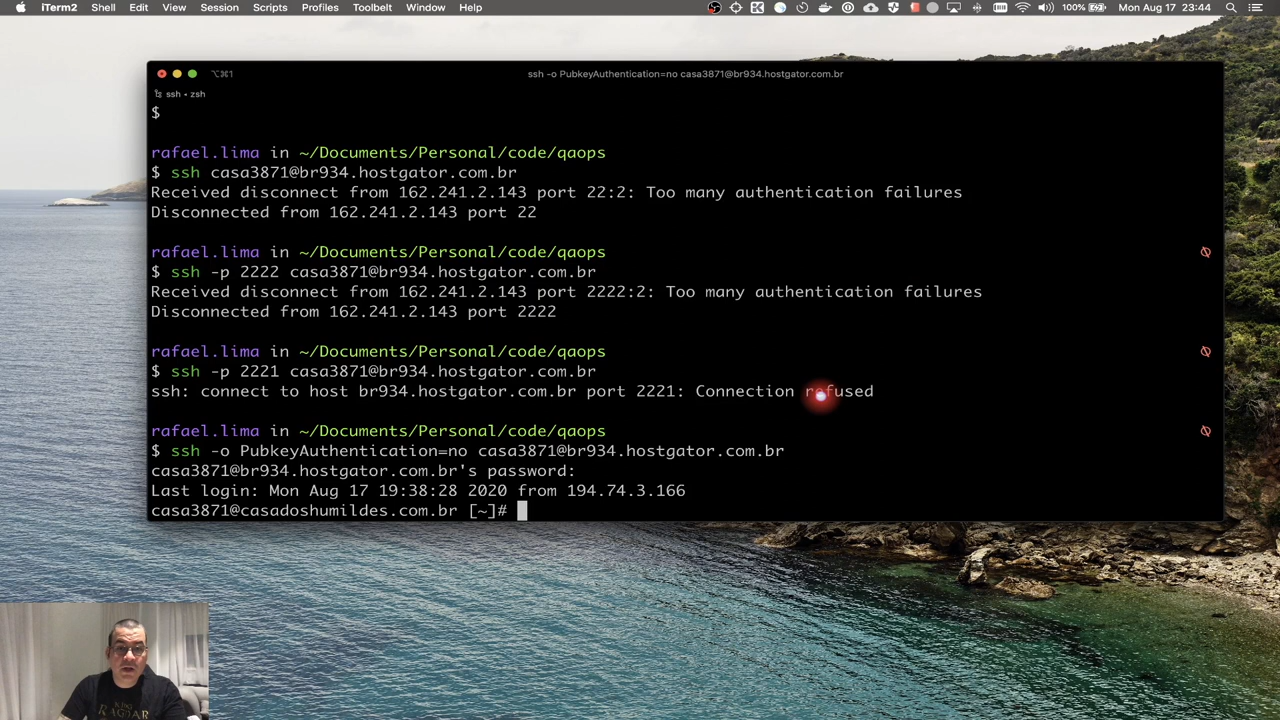 iTerm2 Shell Edit View Session Scripts Profiles Toolbelt Window Help 100% Mon Aug 17 23:44
⌥⌘1 ssh -o PubkeyAuthentication=no casa3871@br934.hostgator.com.br
ssh • zsh
$
rafael.lima in ~/Documents/Personal/code/qaops
$ ssh casa3871@br934.hostgator.com.br
Received disconnect from 162.241.2.143 port 22:2: Too many authentication failures
Disconnected from 162.241.2.143 port 22
rafael.lima in ~/Documents/Personal/code/qaops
$ ssh -p 2222 casa3871@br934.hostgator.com.br
Received disconnect from 162.241.2.143 port 2222:2: Too many authentication failures
Disconnected from 162.241.2.143 port 2222
rafael.lima in ~/Documents/Personal/code/qaops
$ ssh -p 2221 casa3871@br934.hostgator.com.br
ssh: connect to host br934.hostgator.com.br port 2221: Connection refused
rafael.lima in ~/Documents/Personal/code/qaops
$ ssh -o PubkeyAuthentication=no casa3871@br934.hostgator.com.br
casa3871@br934.hostgator.com.br's password:
Last login: Mon Aug 17 19:38:28 2020 from 194.74.3.166
casa3871@casadoshumildes.com.br [~]#
KING
RAGNAR